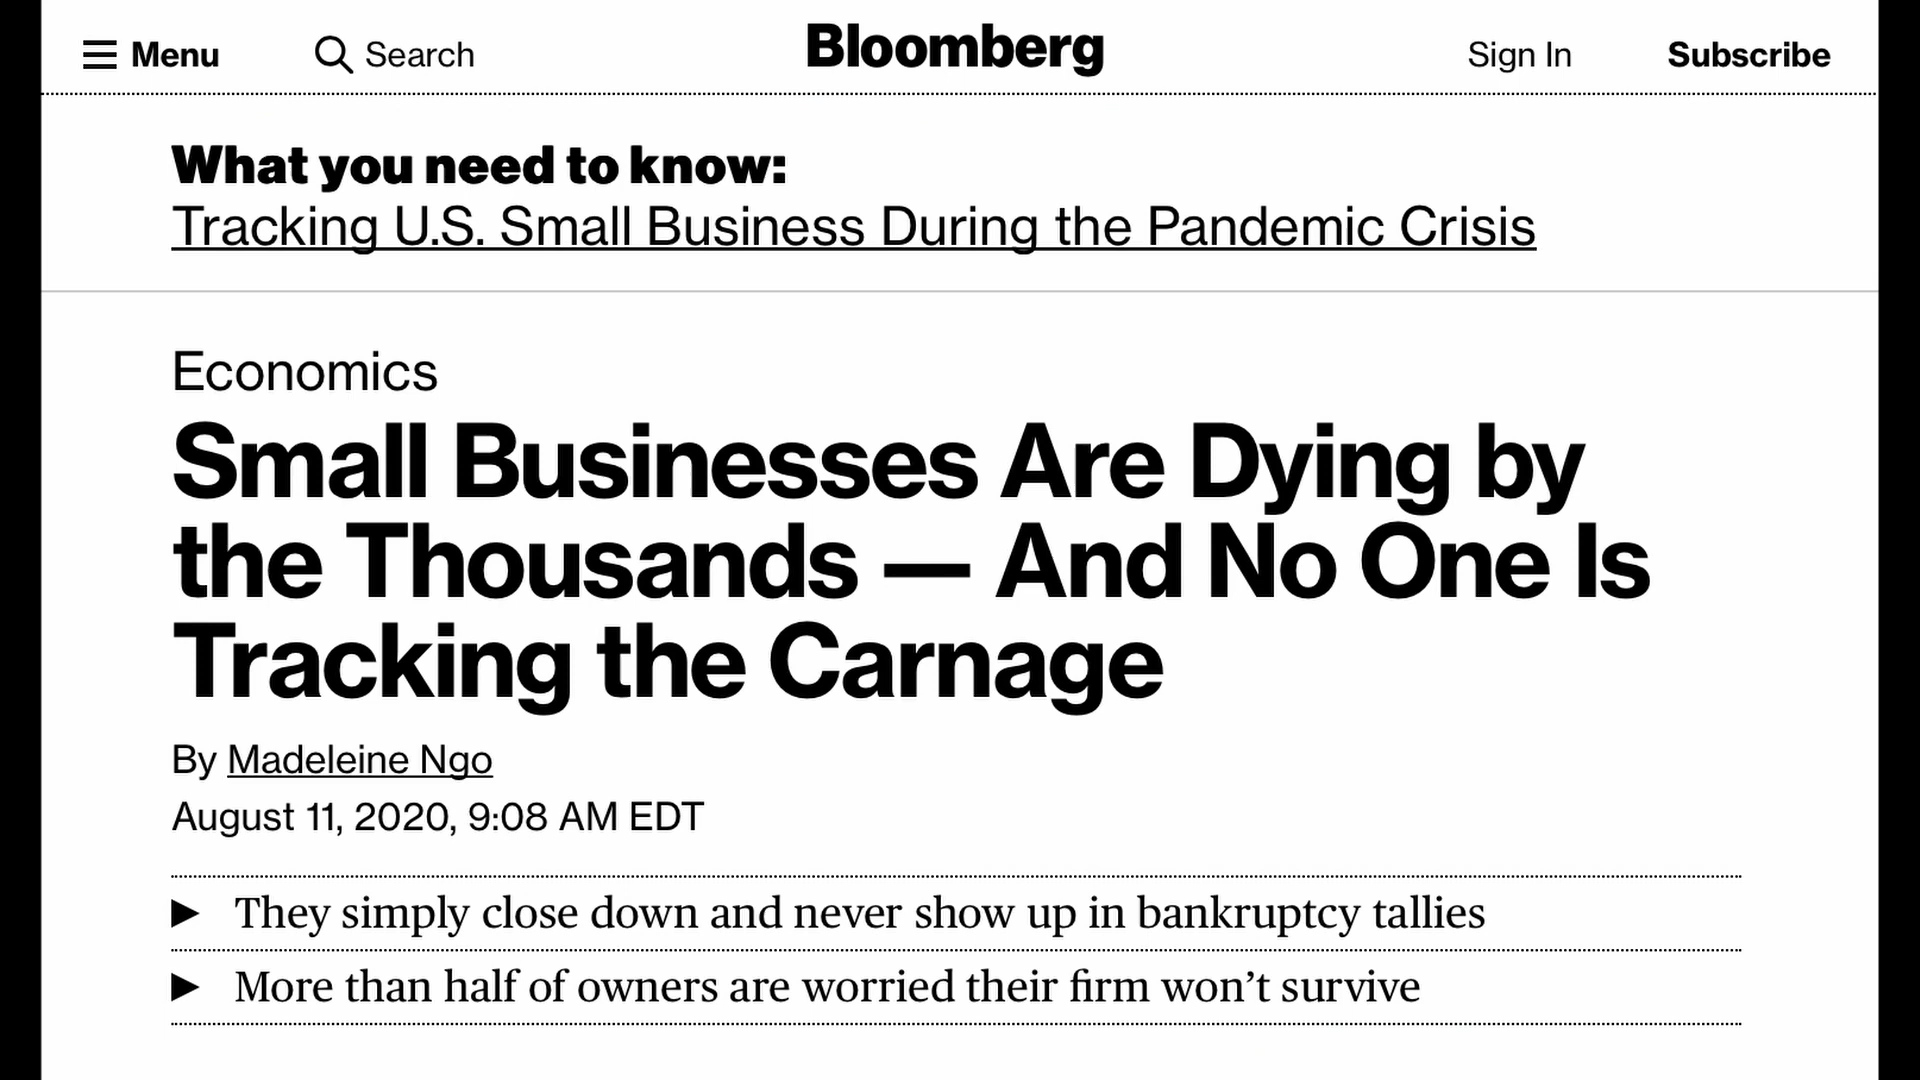 Menu
Search
Bloomberg
Sign In
Subscribe
What you need to know:
Tracking U.S. Small Business During the Pandemic Crisis
Economics
Small Businesses Are Dying by
the Thousands — And No One Is
Tracking the Carnage
By Madeleine Ngo
August 11, 2020, 9:08 AM EDT
They simply close down and never show up in bankruptcy tallies
More than half of owners are worried their firm won’t survive